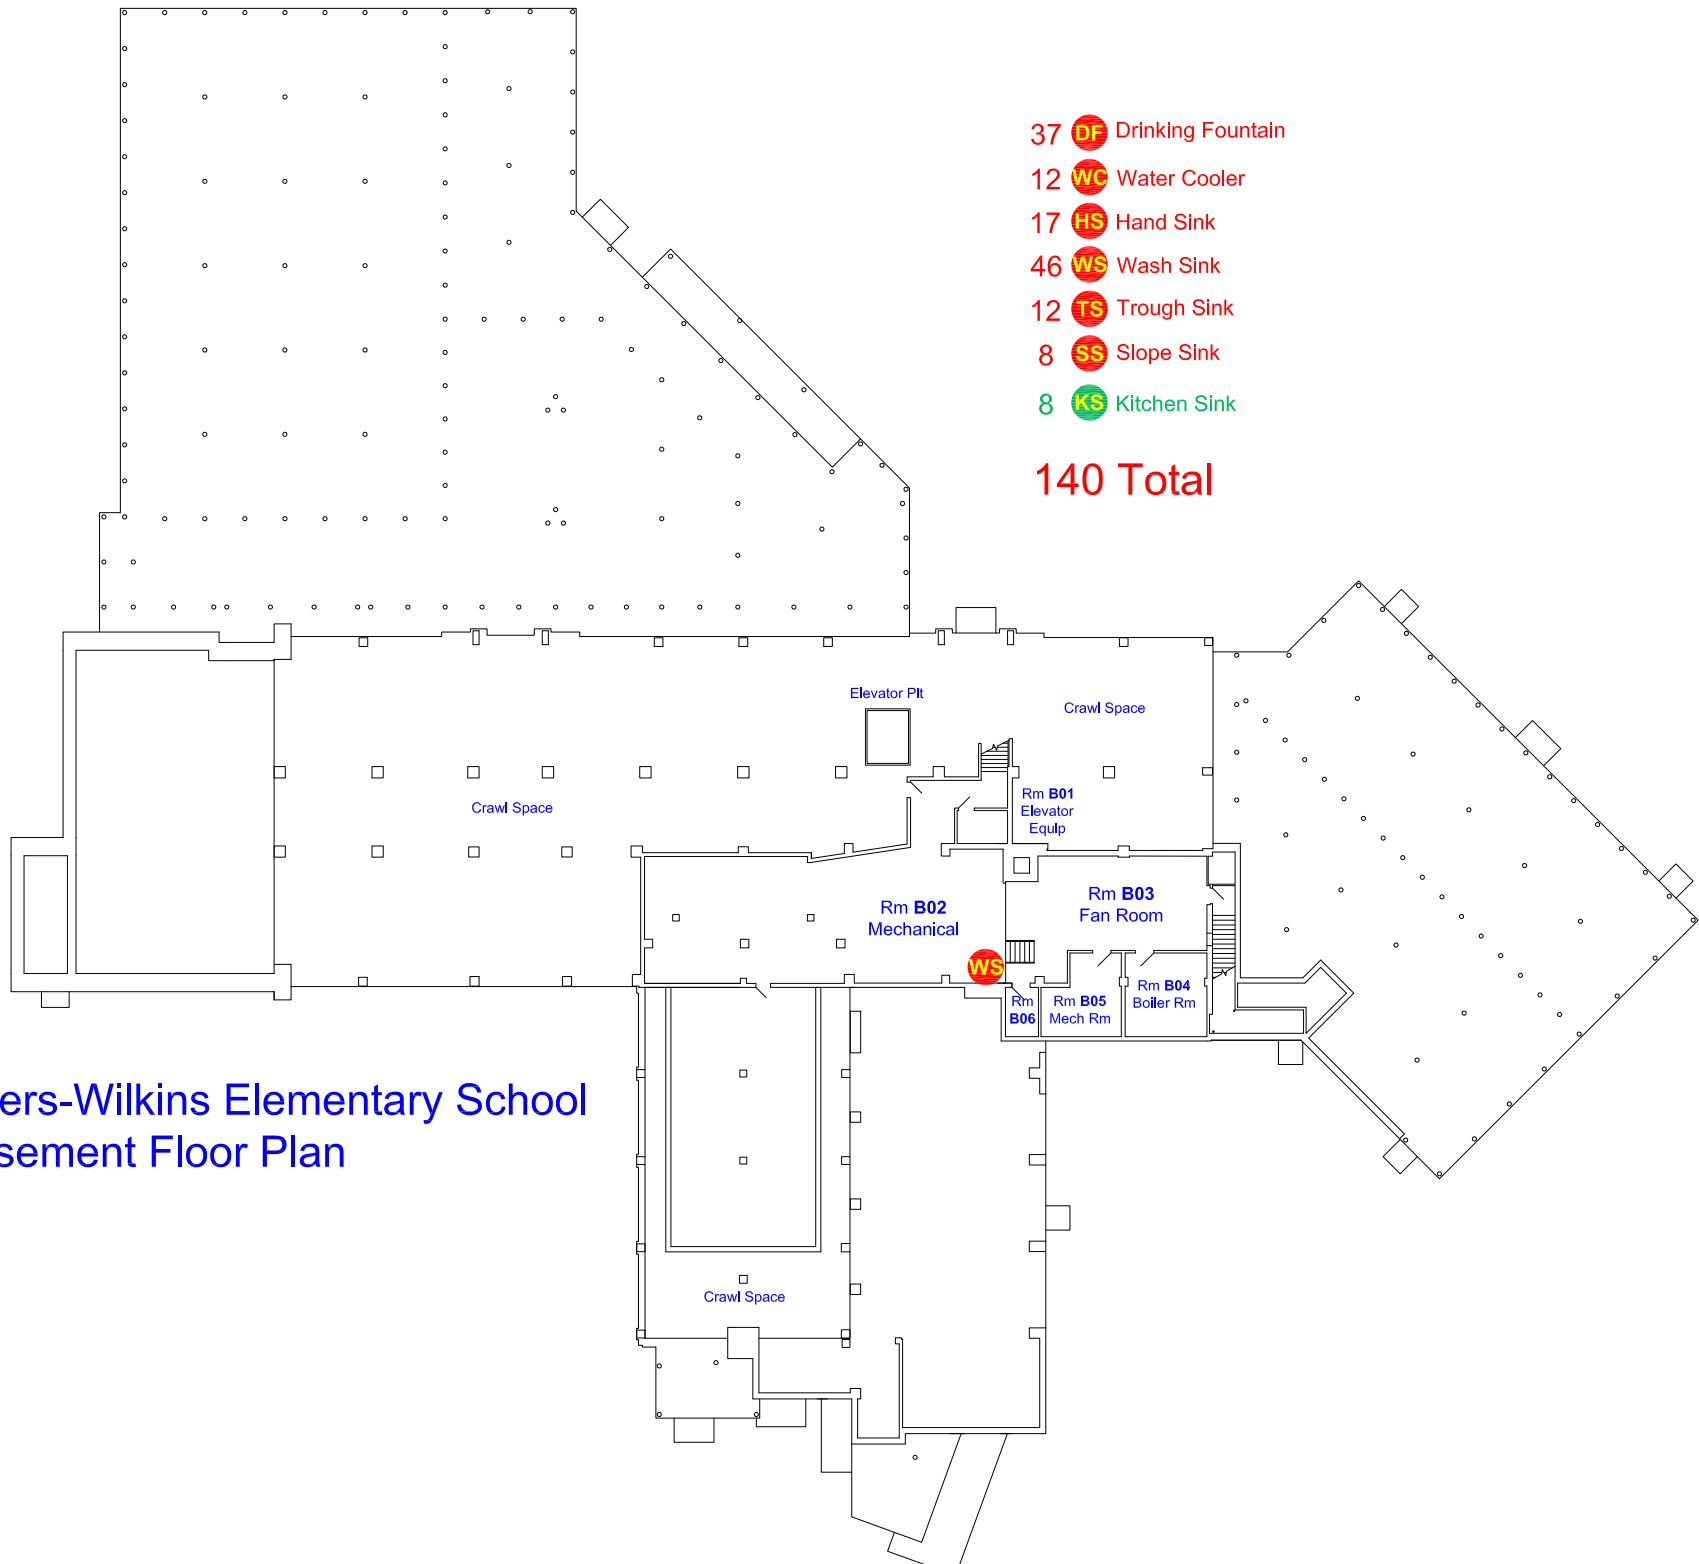 37 DF Drinking Fountain
12 WC Water Cooler
17 HS Hand Sink
46 WS Wash Sink
12 TS Trough Sink
8 SS Slope Sink
8 KS Kitchen Sink
140 Total
Elevator Pit
Crawl Space
Crawl Space
Rm B01
Elevator
Equip
Rm B02
Mechanical
Rm B03
Fan Room
WS
Rm
B06
Rm B05
Mech Rm
Rm B04
Boiler Rm
ers-Wilkins Elementary School
sement Floor Plan
Crawl Space